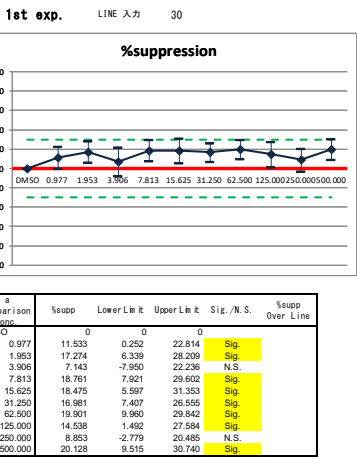 1st exp. LINE 入力 30
%suppression
DMSO 0.977 1.953 3.906 7.813 15.625 31.250 62.500 125.000 250.000 500.000
a
%supp
Lower Limit Upper Limit Sig./N.S. %supp
Over Line
0 0 0
0.977 11.533 0.252 22.814 Sig.
1.953 17.274 6.339 28.209 Sig.
3.906 7.143 -7.950 22.236 N.S.
7.813 18.761 7.921 29.602 Sig.
15.625 18.475 5.597 31.353 Sig.
31.250 16.981 7.407 26.555 Sig.
62.500 19.901 9.960 29.842 Sig.
125.000 14.538 1.492 27.584 Sig.
250.000 8.853 -2.779 20.485 N.S.
500.000 20.128 9.515 30.740 Sig.